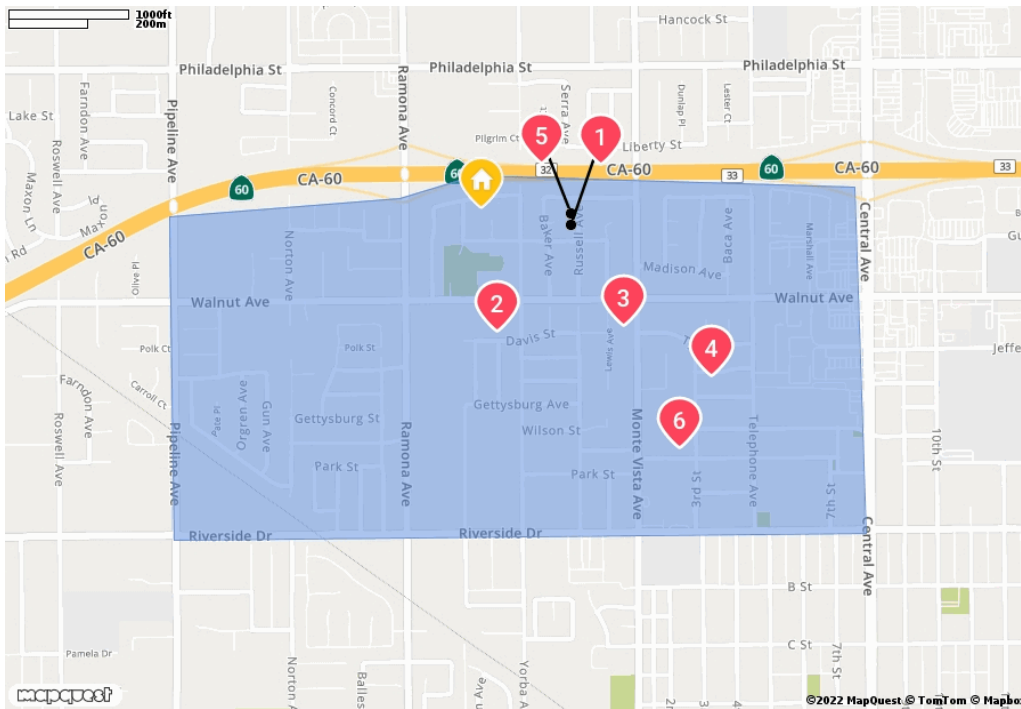 1000ft
200m
Hancock St
Philadelphia St
Philadelphia St
Philadelphia St
Lake St
Farndon Ave
Roswell Ave
Maxon Ln
Pipeline Ave
Concord Ct
Ramona Ave
Serra Ave
Dunlap Pl
Lester Ct
Pilgrim Ct
5
1
Liberty St
CA-60
60
60
32
CA-60
33
60
CA-60
33
CA-60
Olive Pl
Norton Ave
Baker Ave
Madison Ave
Baca Ave
Marshall Ave
Central Ave
Walnut Ave
2
3
Walnut Ave
Davis St
Lewis Ave
4
Polk Ct
Polk St
Jeffe
Farndon Ave
Carroll Ct
Roswell Ave
Pate Pl
Orgren Ave
Gun Ave
Gettysburg St
Gettysburg Ave
Wilson St
6
Pipeline Ave
Ramona Ave
Monte Vista Ave
Telephone Ave
10th St
Park St
Park St
3rd St
7th St
Riverside Dr
Riverside Dr
Central Ave
B St
C St
7th St
Pamela Dr
Norton A
Balles
Yorba A
mapquest
©2022 MapQuest © TomTom © Mapbo